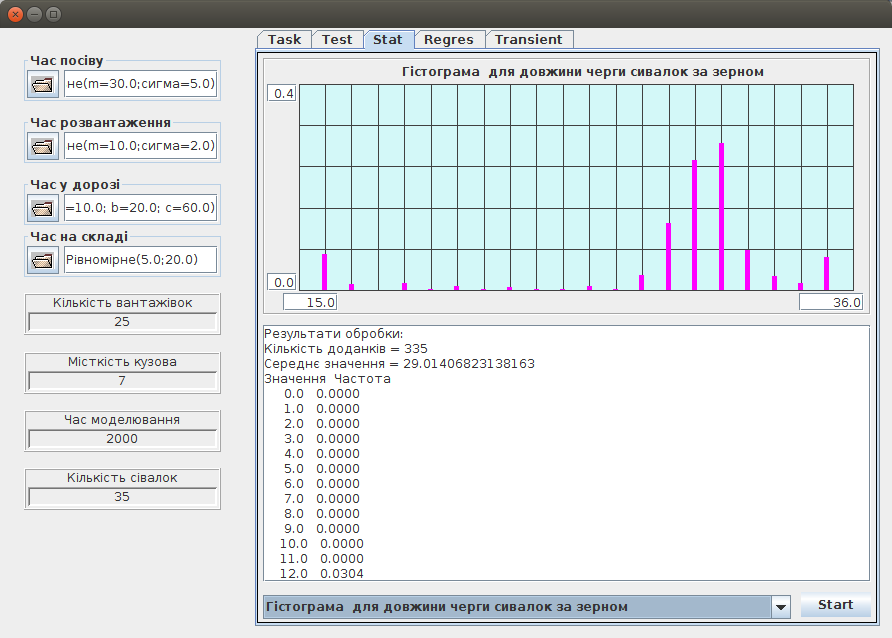 Task
Test
Stat
Regres
Transient
Час посіву
не(m=30.0;сигма=5.0)
Час розвантаження
не(m=10.0;сигма=2.0)
Час у дорозі
=10.0; b=20.0; c=60.0)
Час на складі
Рівномірне(5.0;20.0)
Кількість вантажівок
25
Місткість кузова
7
Час моделювання
2000
Кількість сівалок
35
Гістограма для довжини черги сивалок за зерном
0.4
0.0
15.0
36.0
Результати обробки:
Кількість доданків = 335
Середнє значення = 29.01406823138163
Значення Частота
0.0 0.0000
1.0 0.0000
2.0 0.0000
3.0 0.0000
4.0 0.0000
5.0 0.0000
6.0 0.0000
7.0 0.0000
8.0 0.0000
9.0 0.0000
10.0 0.0000
11.0 0.0000
12.0 0.0304
Гістограма для довжини черги сивалок за зерном
Start